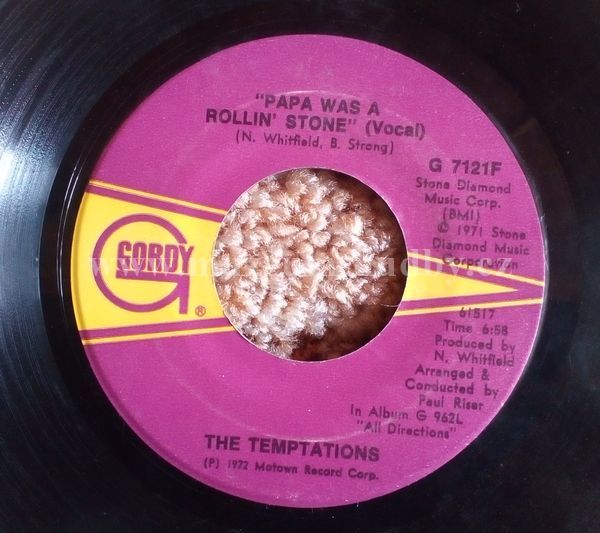 "PAPA WAS A
ROLLIN' STONE" (Vocal)
(N. Whitfield, B. Strong)
G 7121F
Stone Diamond
Music Corp.
(BMI)
© 1971 Stone
Diamond Music
Corporation
GORDY
®
61517
Time 6:58
Produced by
N. Whitfield
Arranged &
Conducted by
Paul Riser
In Album G 962L
"All Directions"
THE TEMPTATIONS
(P) 1972 Motown Record Corp.